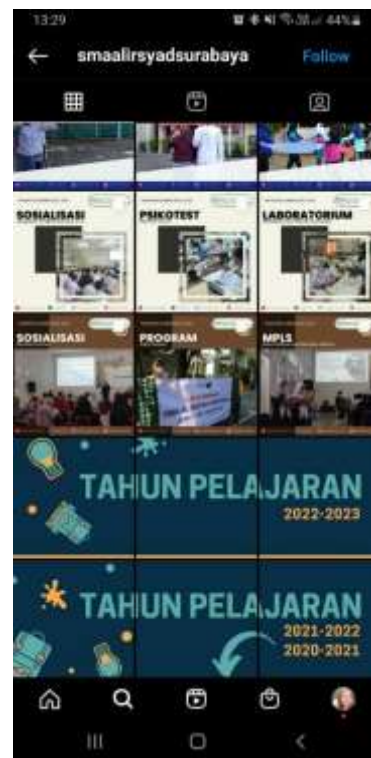 13:29
44%
smaalirsyadsurabaya
Follow
SOSIALISASI
PSIKOTEST
LABORATORIUM
SOSIALISASI
PROGRAM
MPLS
TAHUN PELAJARAN
2022-2023
TAHUN PELAJARAN
2021-2022
2020-2021